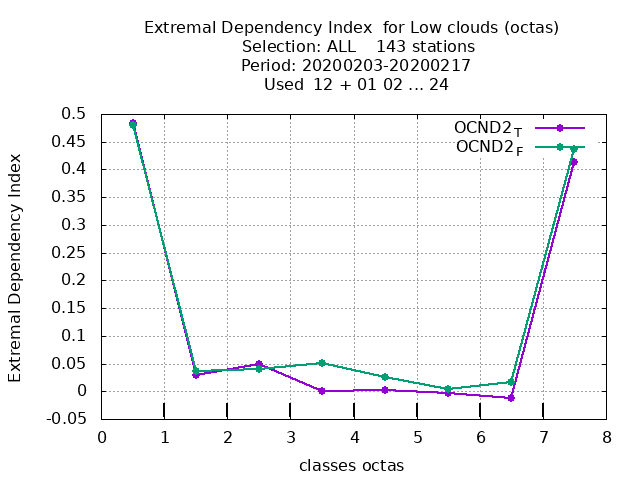 Extremal Dependency Index  for Low clouds (octas)
Selection: ALL    143 stations
Period: 20200203-20200217
Used  12 + 01 02 ... 24
OCND2T
OCND2F
0.5
0.45
0.4
0.35
0.3
0.25
0.2
0.15
0.1
0.05
0
-0.05
Extremal Dependency Index
0 1 2 3 4 5 6 7 8
classes octas